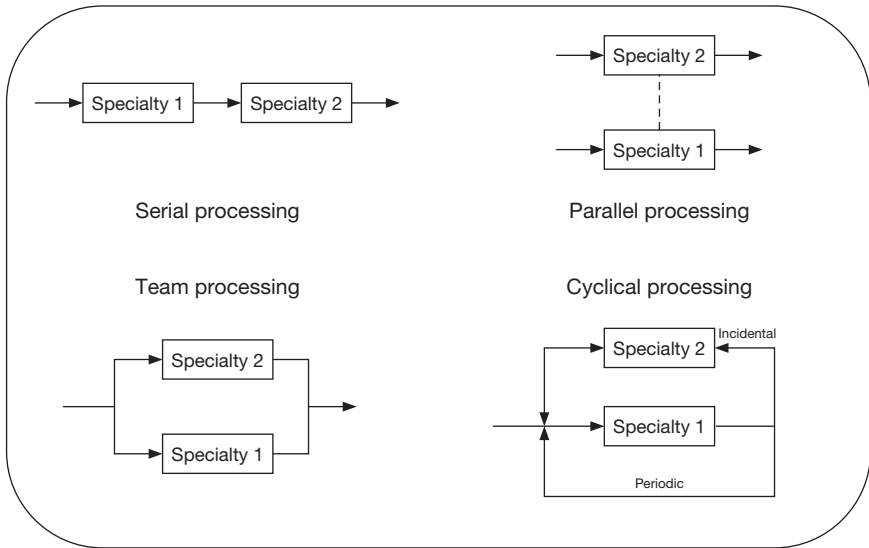 Specialty 1
Specialty 2
Serial processing
Specialty 2
Specialty 1
Parallel processing
Team processing
Specialty 2
Specialty 1
Cyclical processing
Incidental
Specialty 2
Specialty 1
Periodic